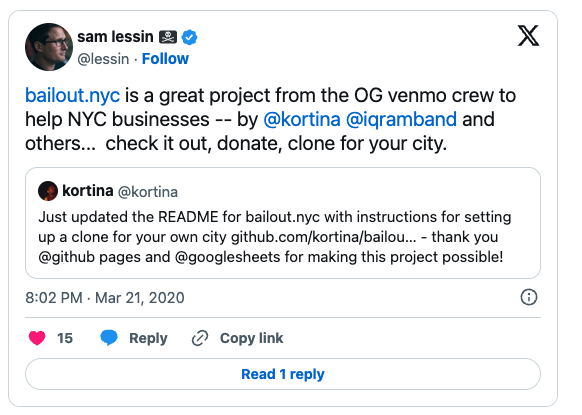 sam lessin
@lessin · Follow
bailout.nyc is a great project from the OG venmo crew to
help NYC businesses -- by @kortina @iqramband and
others... check it out, donate, clone for your city.
kortina @kortina
Just updated the README for bailout.nyc with instructions for setting
up a clone for your own city github.com/kortina/bailou... - thank you
@github pages and @googlesheets for making this project possible!
8:02 PM · Mar 21, 2020
15 Reply Copy link
Read 1 reply